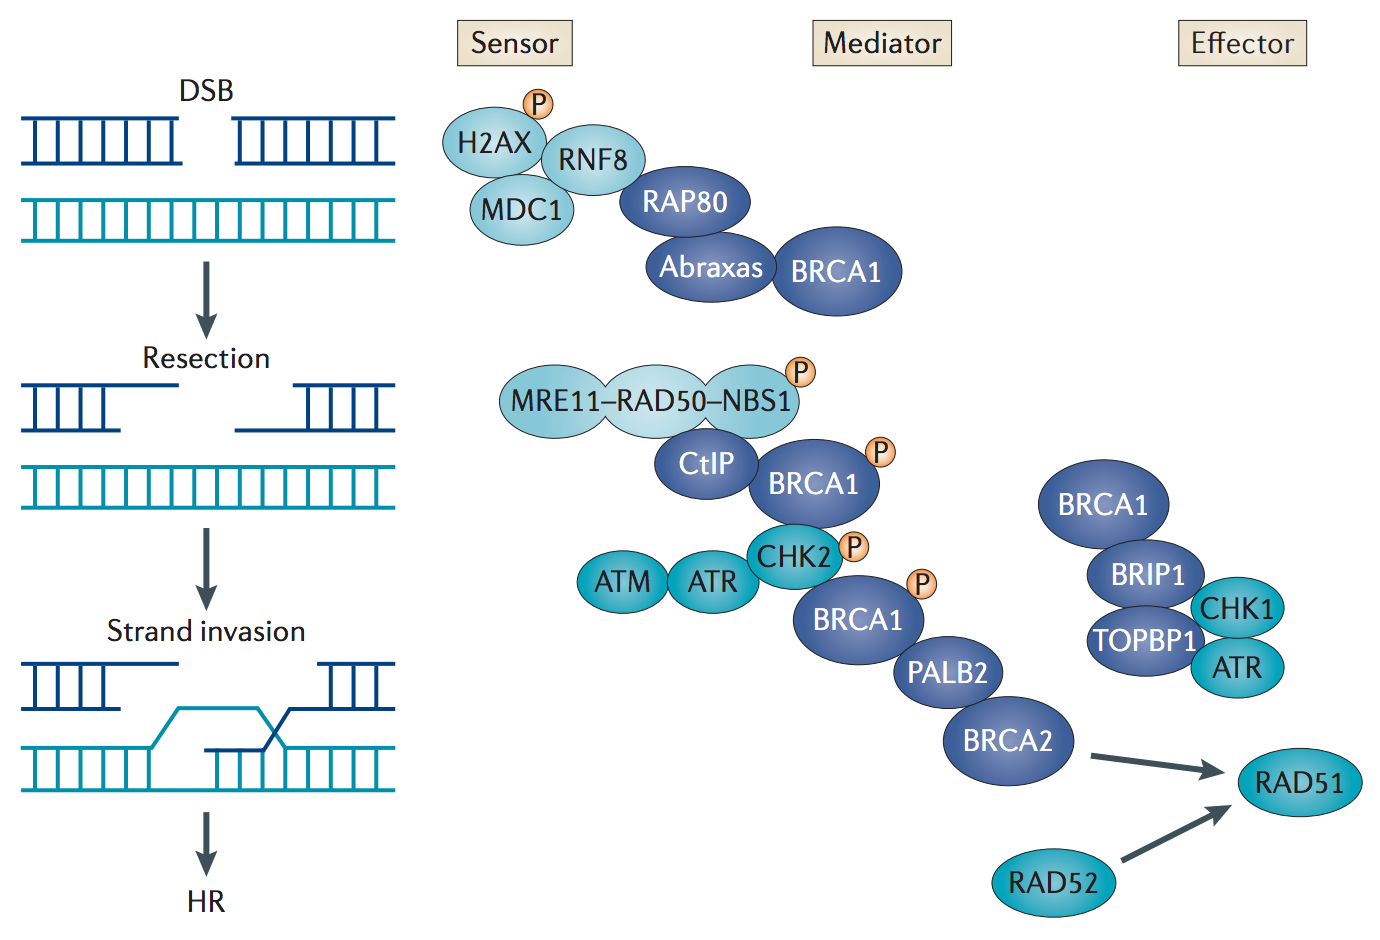 Sensor
Mediator
Effector
DSB
P
H2AX
RNF8
MDC1
RAP80
Abraxas
BRCA1
Resection
P
MRE11–RAD50–NBS1
CtIP
P
BRCA1
ATM
ATR
CHK2
P
BRCA1
P
PALB2
BRCA2
BRCA1
BRIP1
CHK1
TOPBP1
ATR
Strand invasion
RAD51
RAD52
HR